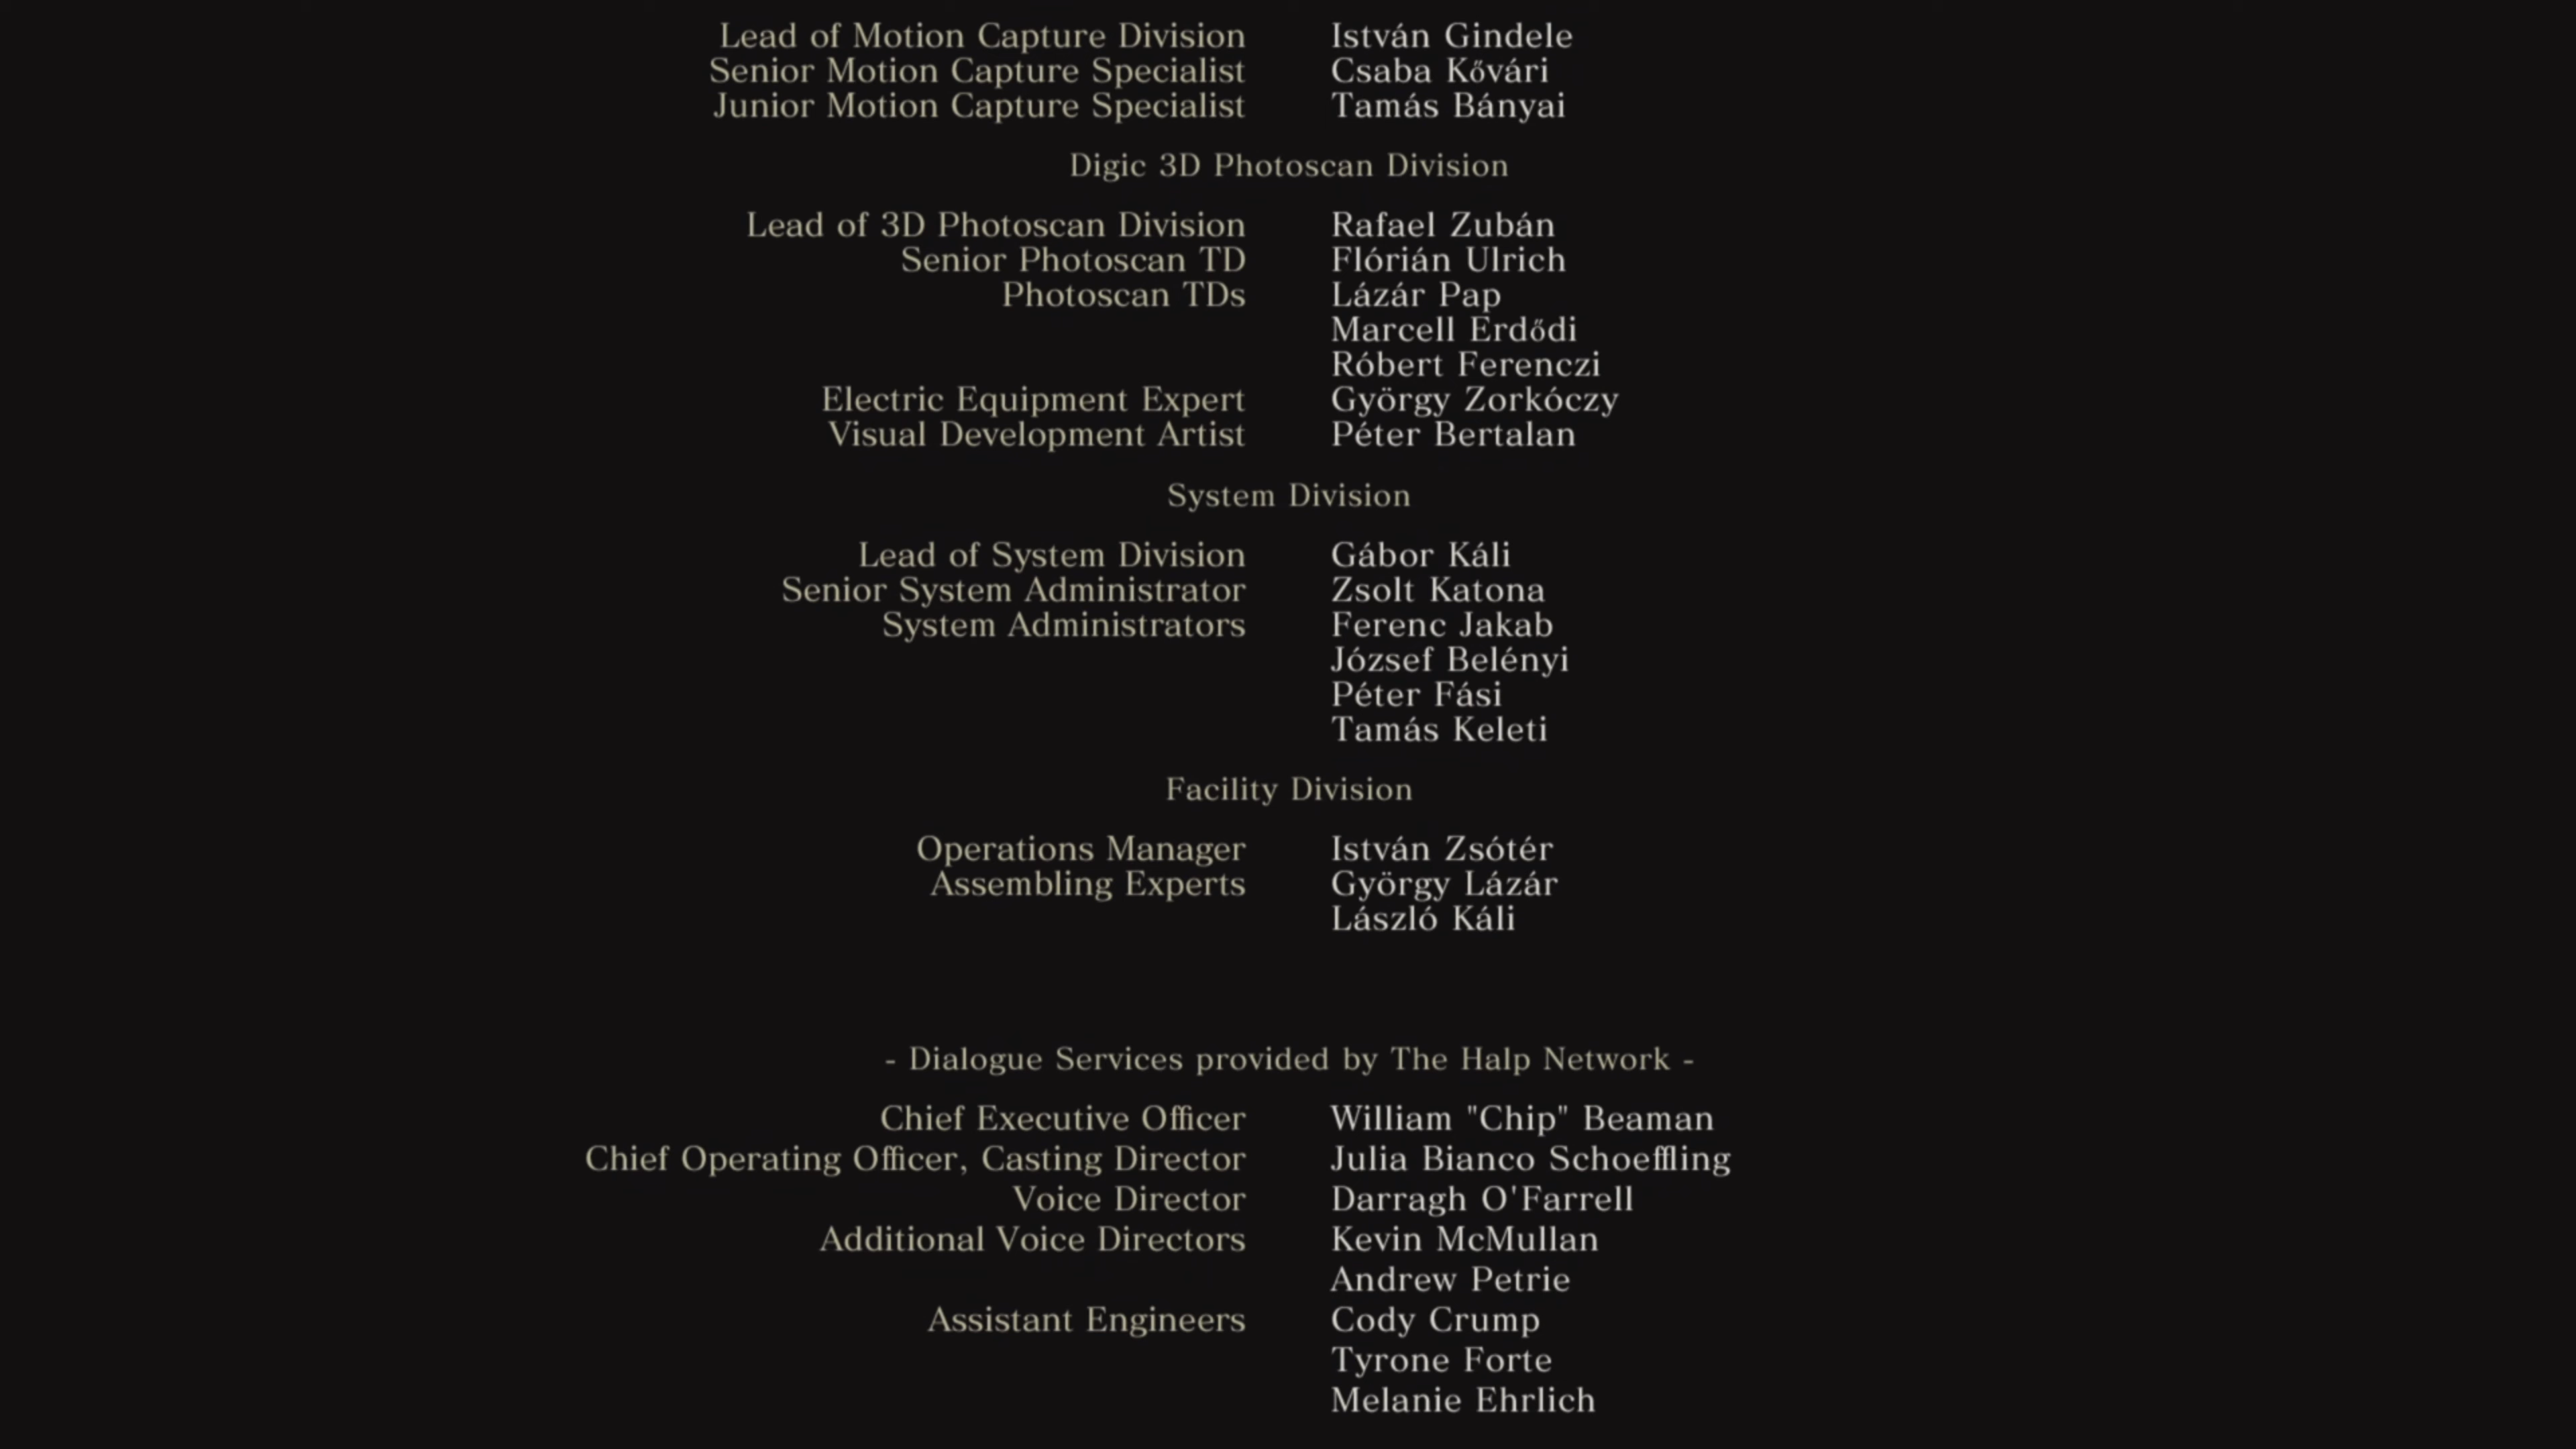 Lead of Motion Capture Division István Gindele
Senior Motion Capture Specialist Csaba Kővári
Junior Motion Capture Specialist Tamás Bányai
Digic 3D Photoscan Division
Lead of 3D Photoscan Division Rafael Zubán
Senior Photoscan TD Flórián Ulrich
Photoscan TDs Lázár Pap
Marcell Erdődi
Róbert Ferenczi
Electric Equipment Expert György Zorkóczy
Visual Development Artist Péter Bertalan
System Division
Lead of System Division Gábor Káli
Senior System Administrator Zsolt Katona
System Administrators Ferenc Jakab
József Belényi
Péter Fási
Tamás Keleti
Facility Division
Operations Manager István Zsótér
Assembling Experts György Lázár
László Káli
- Dialogue Services provided by The Halp Network -
Chief Executive Officer William "Chip" Beaman
Chief Operating Officer, Casting Director Julia Bianco Schoeffling
Voice Director Darragh O'Farrell
Additional Voice Directors Kevin McMullan
Andrew Petrie
Assistant Engineers Cody Crump
Tyrone Forte
Melanie Ehrlich